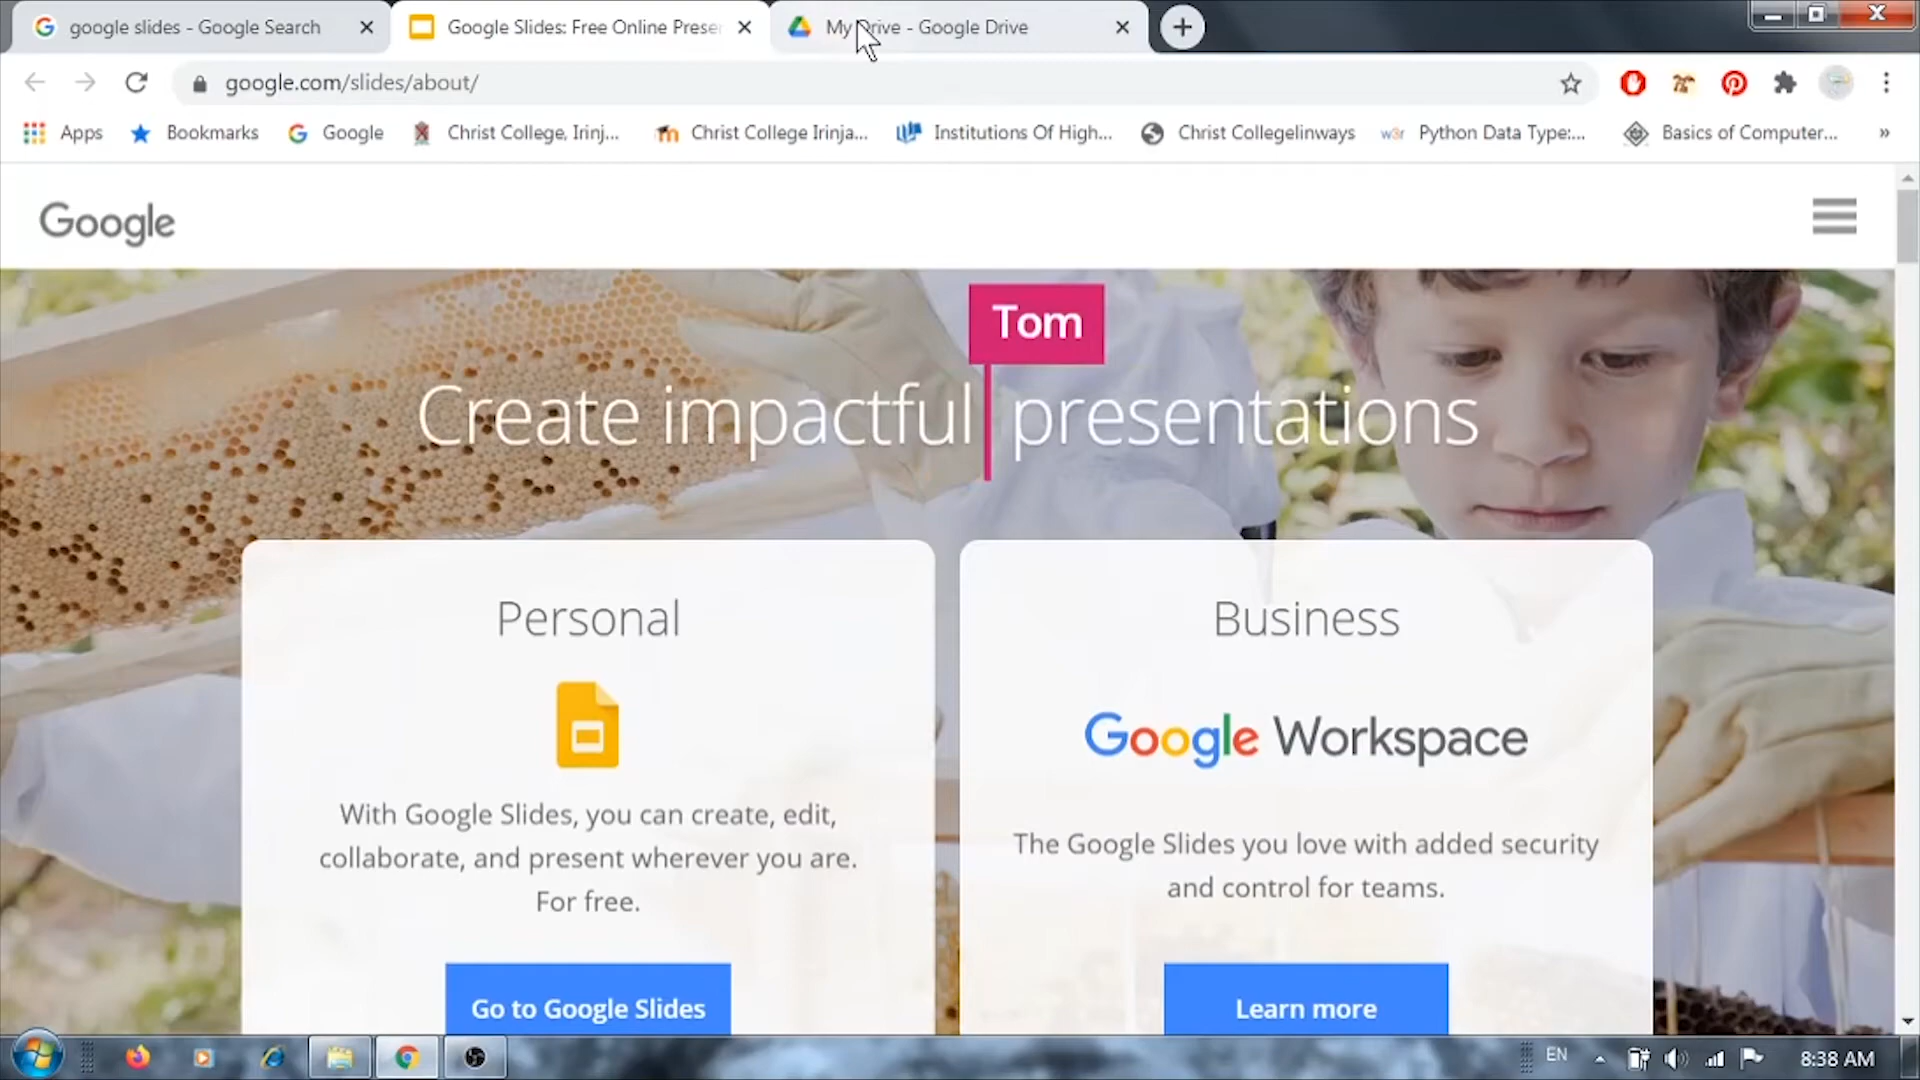 google slides - Google Search
Google Slides: Free Online Presen
My Drive - Google Drive
google.com/slides/about/
Apps
Bookmarks
Google
Christ College, Irinj...
Christ College Irinja...
Institutions Of High...
Christ Collegelinways
w3r
Python Data Type:...
Basics of Computer...
»
Google
Tom
Create impactful presentations
Personal
With Google Slides, you can create, edit,
collaborate, and present wherever you are.
For free.
Go to Google Slides
Business
Google Workspace
The Google Slides you love with added security
and control for teams.
Learn more
EN
8:38 AM